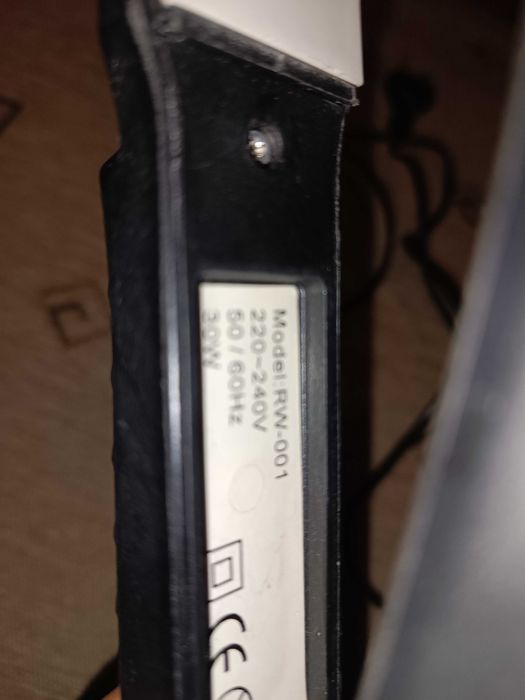 Model:RW-001
220~240V
50 / 60Hz
30W
CE